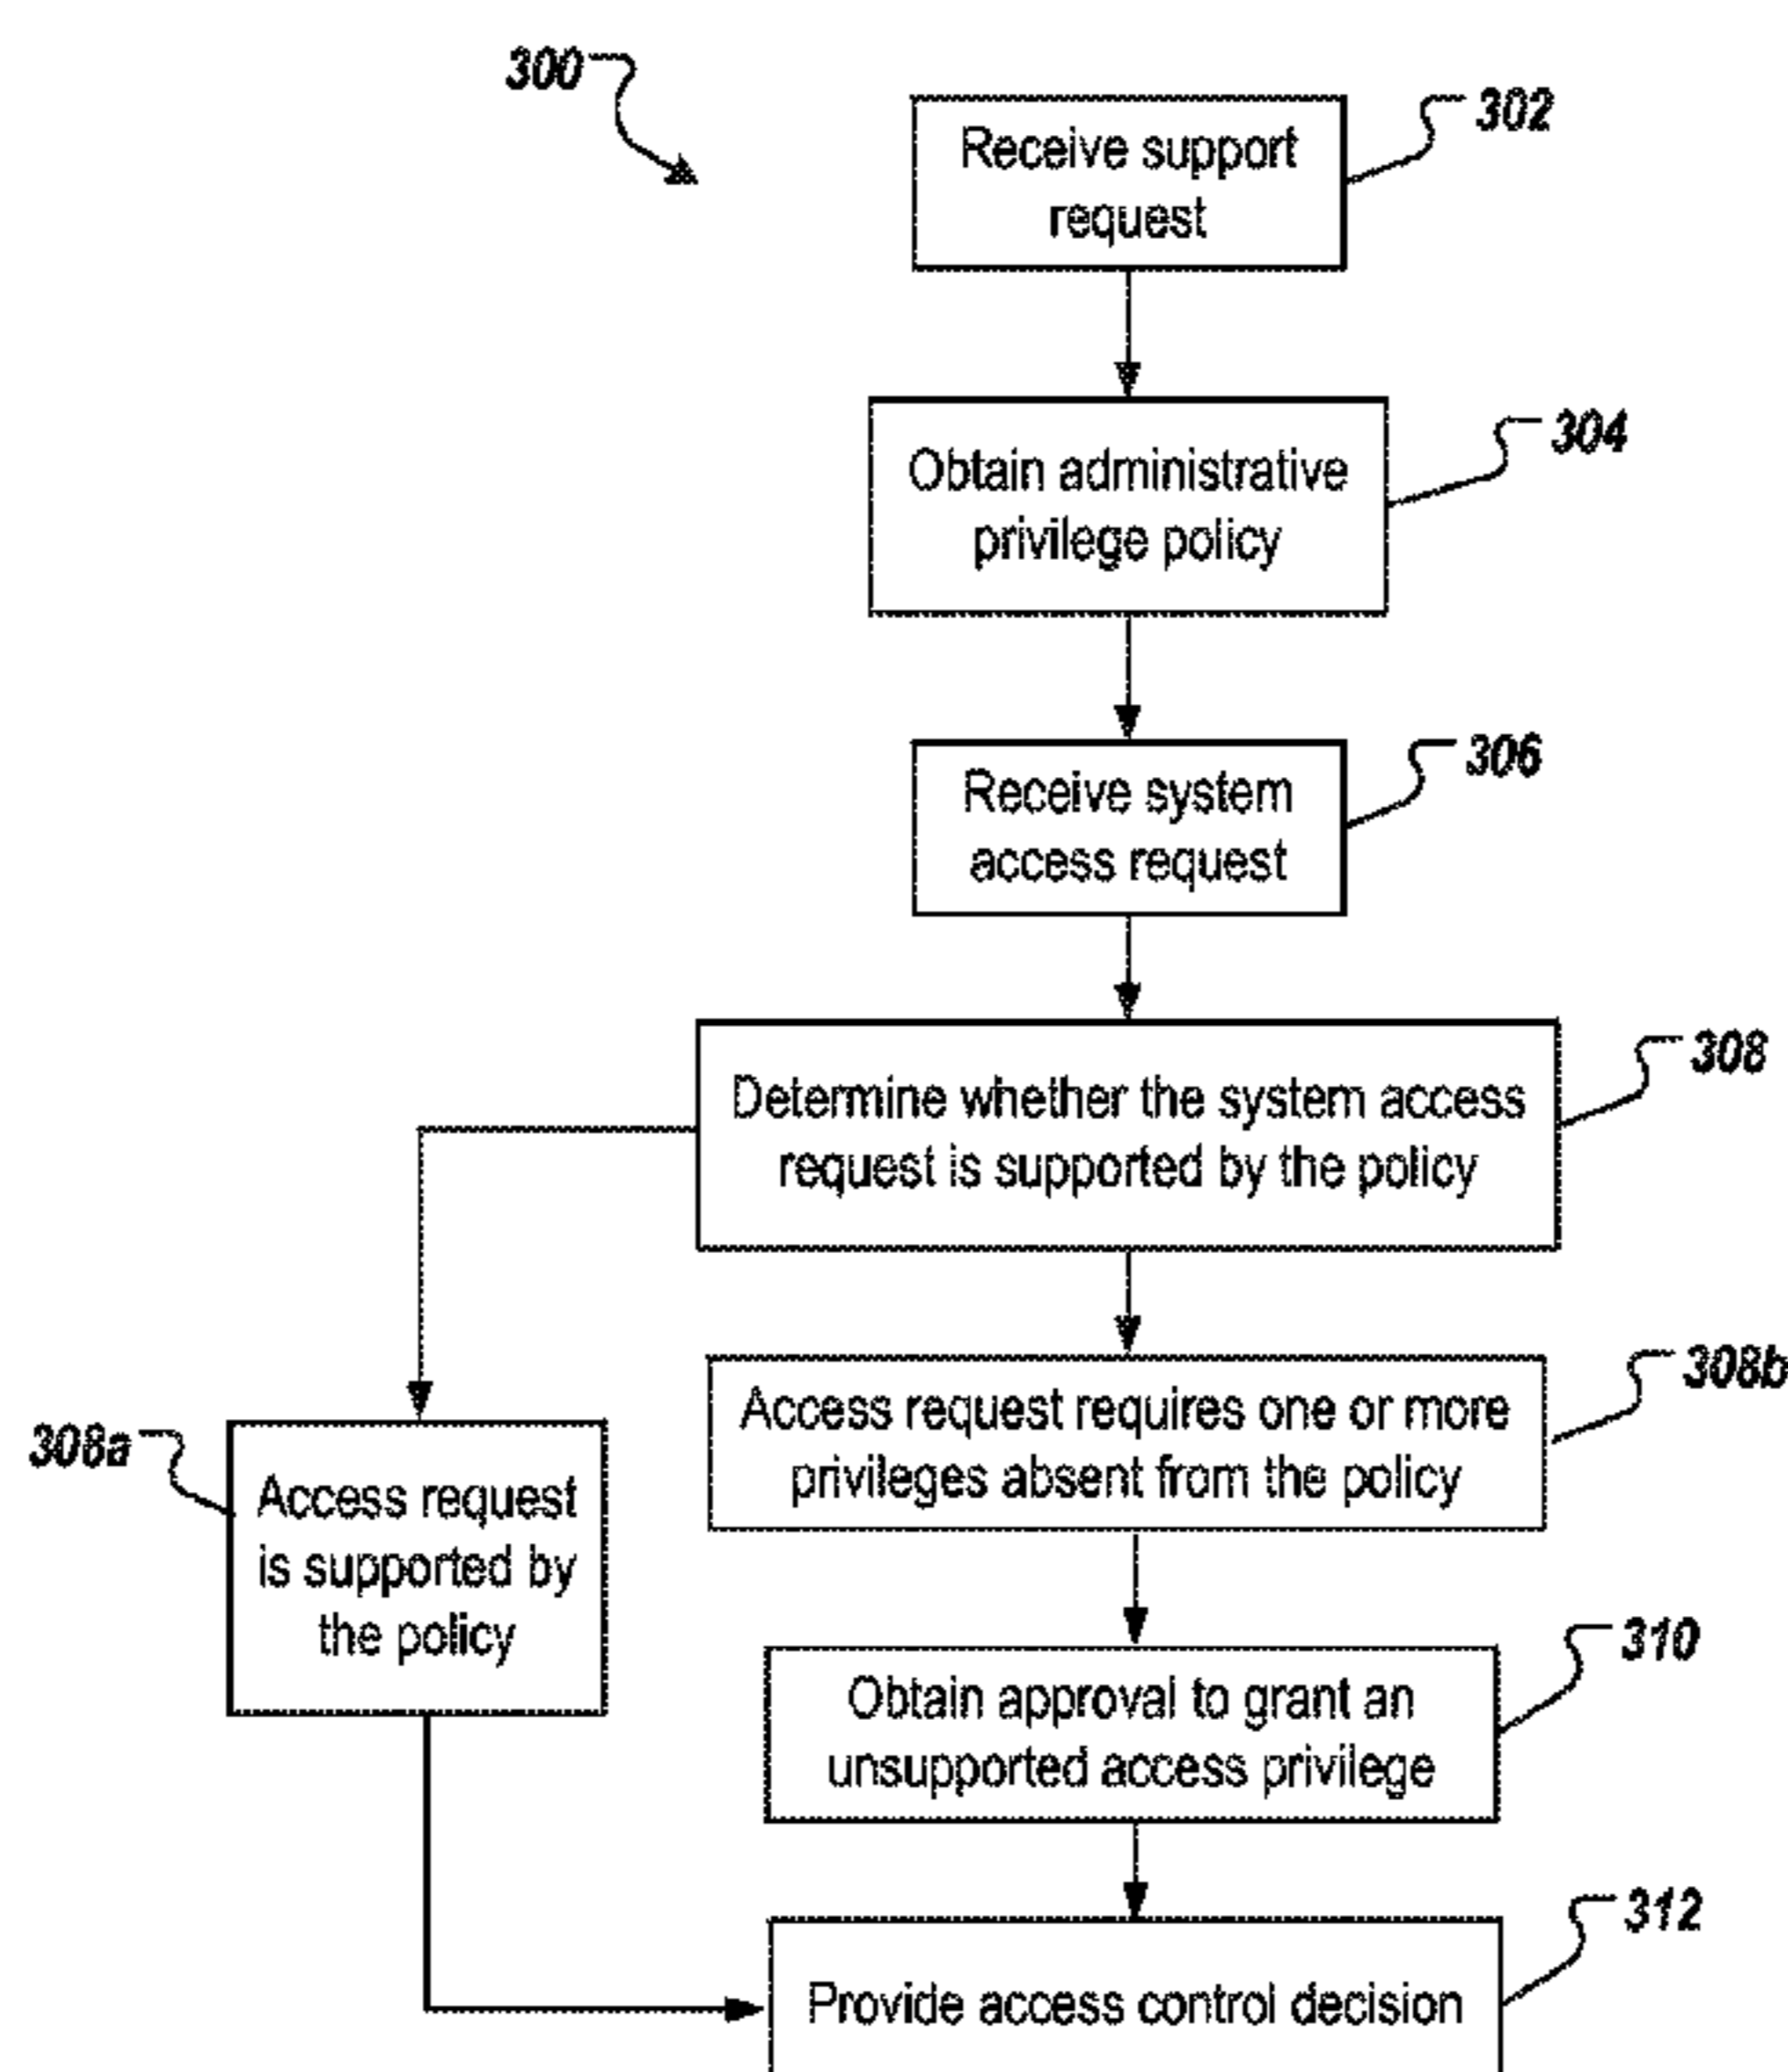 300
302
Receive support
request
304
Obtain administrative
privilege policy
306
Receive system
access request
308
Determine whether the system access
request is supported by the policy
308b
Access request requires one or more
privileges absent from the policy
308a
Access request
is supported by
the policy
310
Obtain approval to grant an
unsupported access privilege
312
Provide access control decision